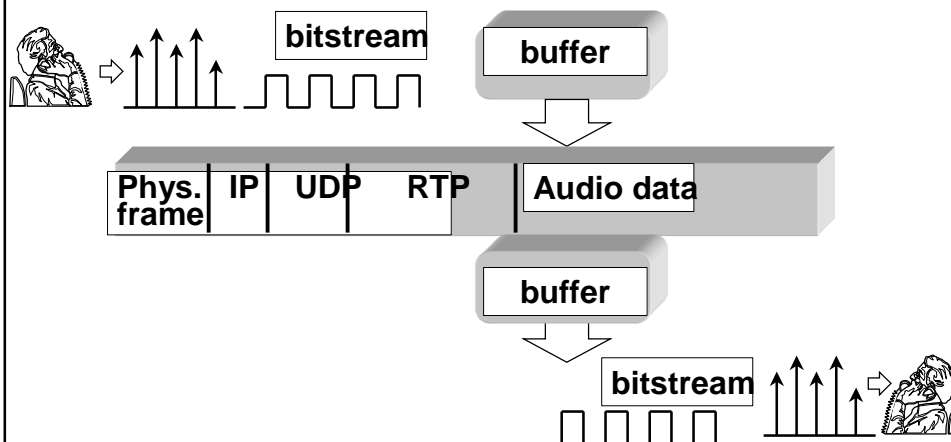 bitstream
buffer
Phys. IP UDP RTP Audio data
frame
buffer
bitstream